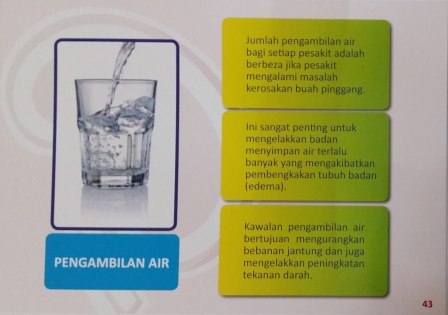 Jumlah pengambilan air
bagi setiap pesakit adalah
berbeza jika pesakit
mengalami masalah
kerosakan buah pinggang.
Ini sangat penting untuk
mengelakkan badan
menyimpan air terlalu
banyak yang mengakibatkan
pembengkakan tubuh badan
(edema).
Kawalan pengambilan air
bertujuan mengurangkan
bebanan jantung dan juga
mengelakkan peningkatan
tekanan darah.
PENGAMBILAN AIR
43